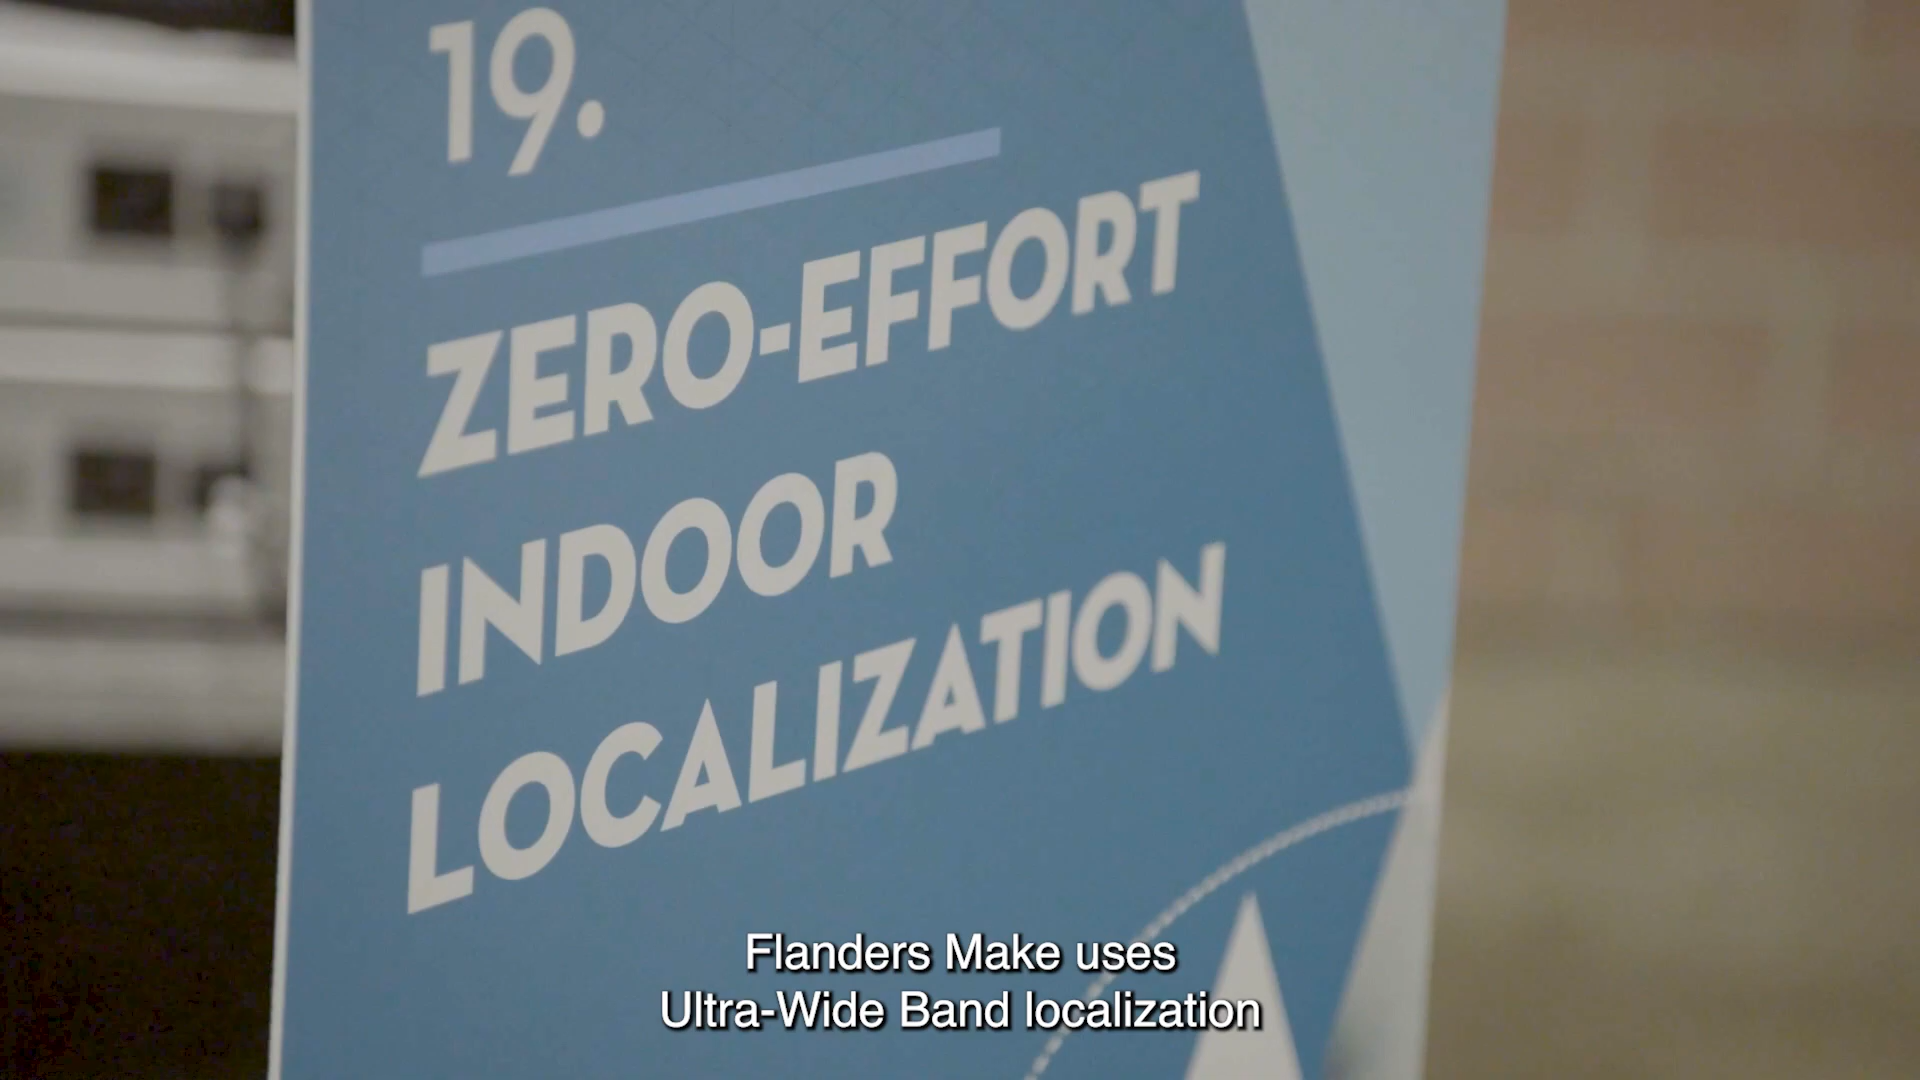 19.
ZERO-EFFORT
INDOOR
LOCALIZATION
Flanders Make uses
Ultra-Wide Band localization